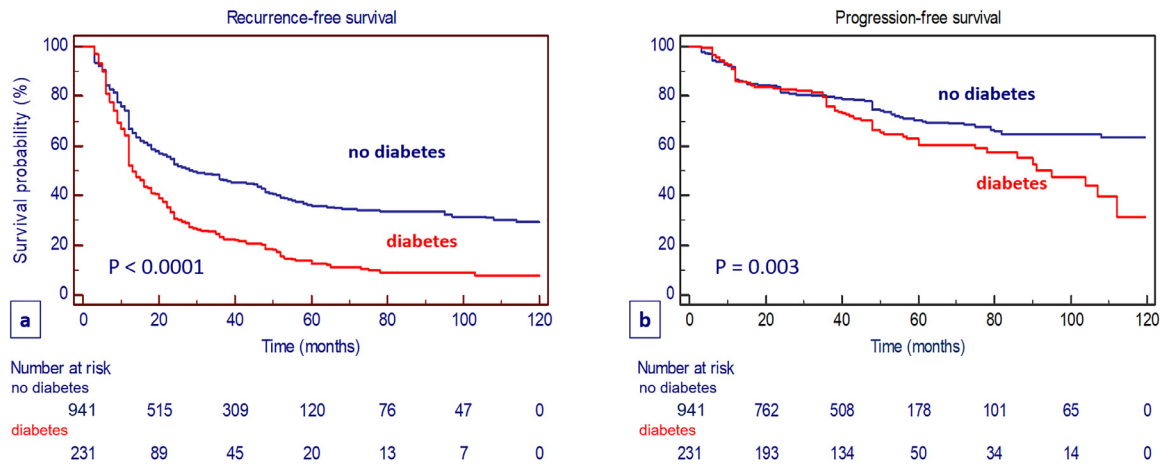 Recurrence-free survival
Survival probability (%)
100
80
60
40
20
0
no diabetes
diabetes
P < 0.0001
a
0 20 40 60 80 100 120
Time (months)
Number at risk
no diabetes
941 515 309 120 76 47 0
diabetes
231 89 45 20 13 7 0
Progression-free survival
100
80
60
40
20
0
no diabetes
diabetes
P = 0.003
b
0 20 40 60 80 100 120
Time (months)
Number at risk
no diabetes
941 762 508 178 101 65 0
diabetes
231 193 134 50 34 14 0